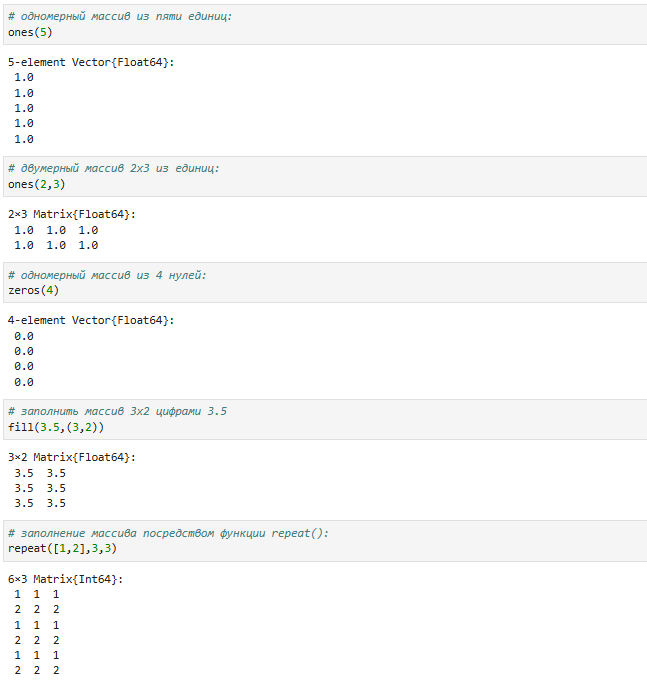 # одномерный массив из пяти единиц:
ones(5)
5-element Vector{Float64}:
1.0
1.0
1.0
1.0
1.0
# двумерный массив 2x3 из единиц:
ones(2,3)
2×3 Matrix{Float64}:
1.0  1.0  1.0
1.0  1.0  1.0
# одномерный массив из 4 нулей:
zeros(4)
4-element Vector{Float64}:
0.0
0.0
0.0
0.0
# заполнить массив 3x2 цифрами 3.5
fill(3.5,(3,2))
3×2 Matrix{Float64}:
3.5  3.5
3.5  3.5
3.5  3.5
# заполнение массива посредством функции repeat():
repeat([1,2],3,3)
6×3 Matrix{Int64}:
1  1  1
2  2  2
1  1  1
2  2  2
1  1  1
2  2  2